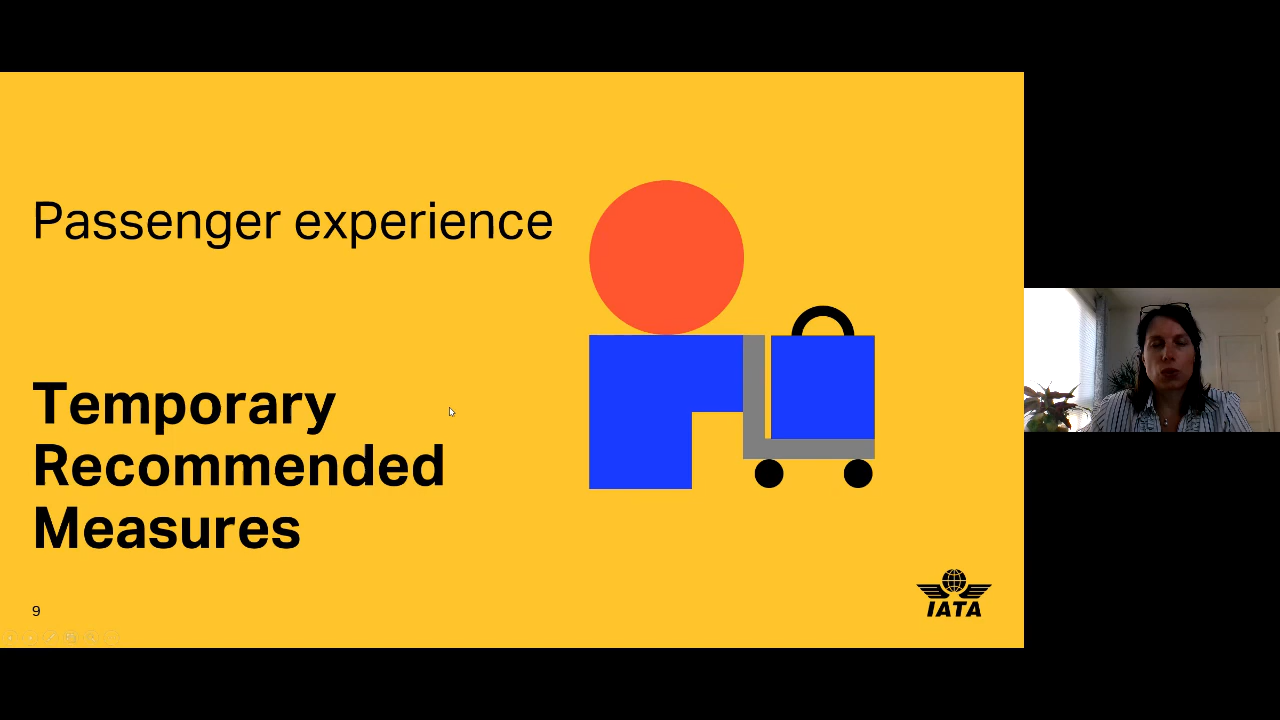 Passenger experience
Temporary
Recommended
Measures
9
IATA